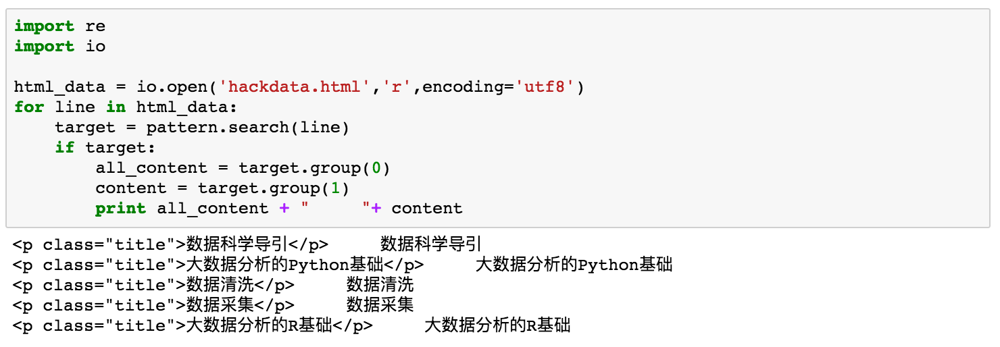 import re
import io

html_data = io.open('hackdata.html','r',encoding='utf8')
for line in html_data:
    target = pattern.search(line)
    if target:
        all_content = target.group(0)
        content = target.group(1)
        print all_content + "     "+ content
<p class="title">数据科学导引</p>     数据科学导引
<p class="title">大数据分析的Python基础</p>     大数据分析的Python基础
<p class="title">数据清洗</p>     数据清洗
<p class="title">数据采集</p>     数据采集
<p class="title">大数据分析的R基础</p>     大数据分析的R基础